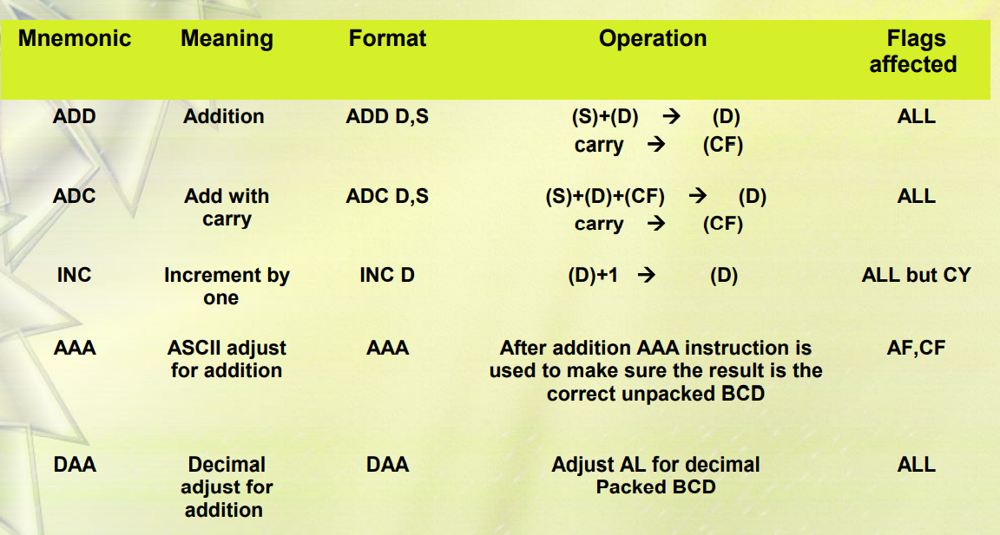 Mnemonic Meaning Format Operation Flags
affected
ADD Addition ADD D,S (S)+(D) → (D) ALL
carry → (CF)
ADC Add with ADC D,S (S)+(D)+(CF) → (D) ALL
carry carry → (CF)
INC Increment by INC D (D)+1 → (D) ALL but CY
one
AAA ASCII adjust AAA After addition AAA instruction is AF,CF
for addition used to make sure the result is the
correct unpacked BCD
DAA Decimal DAA Adjust AL for decimal ALL
adjust for Packed BCD
addition